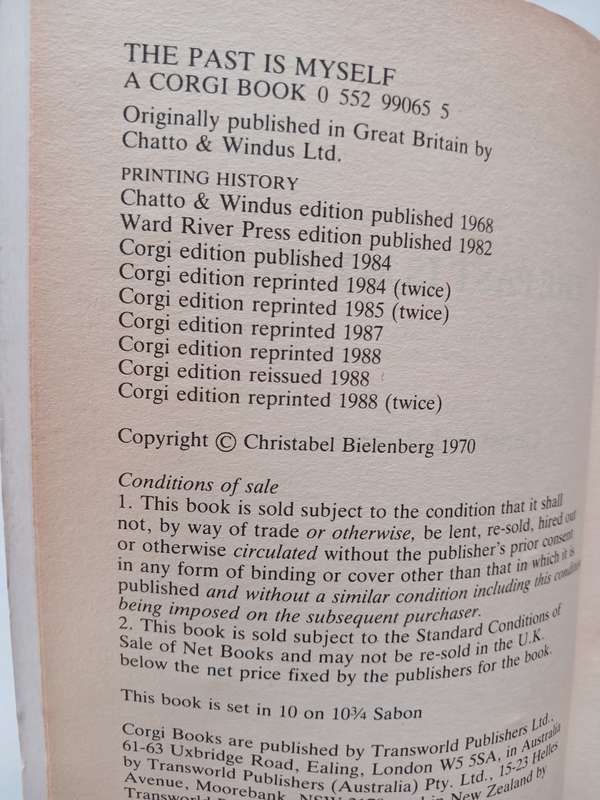 THE PAST IS MYSELF
A CORGI BOOK 0 552 99065 5
Originally published in Great Britain by
Chatto & Windus Ltd.
PRINTING HISTORY
Chatto & Windus edition published 1968
Ward River Press edition published 1982
Corgi edition published 1984
Corgi edition reprinted 1984 (twice)
Corgi edition reprinted 1985 (twice)
Corgi edition reprinted 1987
Corgi edition reprinted 1988
Corgi edition reissued 1988
Corgi edition reprinted 1988 (twice)
Copyright © Christabel Bielenberg 1970
Conditions of sale
1. This book is sold subject to the condition that it shall
not, by way of trade or otherwise, be lent, re-sold, hired out
or otherwise circulated without the publisher's prior consent
in any form of binding or cover other than that in which it is
published and without a similar condition including this condition
being imposed on the subsequent purchaser.
2. This book is sold subject to the Standard Conditions of
Sale of Net Books and may not be re-sold in the U.K.
below the net price fixed by the publishers for the book.
This book is set in 10 on 10¾ Sabon
Corgi Books are published by Transworld Publishers Ltd.,
61-63 Uxbridge Road, Ealing, London W5 5SA, in Australia
by Transworld Publishers (Australia) Pty. Ltd., 15-23 Helles
Avenue, Moorebank, NSW
Transworld in New Zealand by